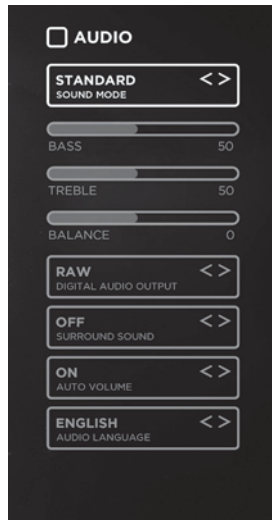 AUDIO
STANDARD
SOUND MODE
BASS 50
TREBLE 50
BALANCE 0
RAW
DIGITAL AUDIO OUTPUT
OFF
SURROUND SOUND
ON
AUTO VOLUME
ENGLISH
AUDIO LANGUAGE